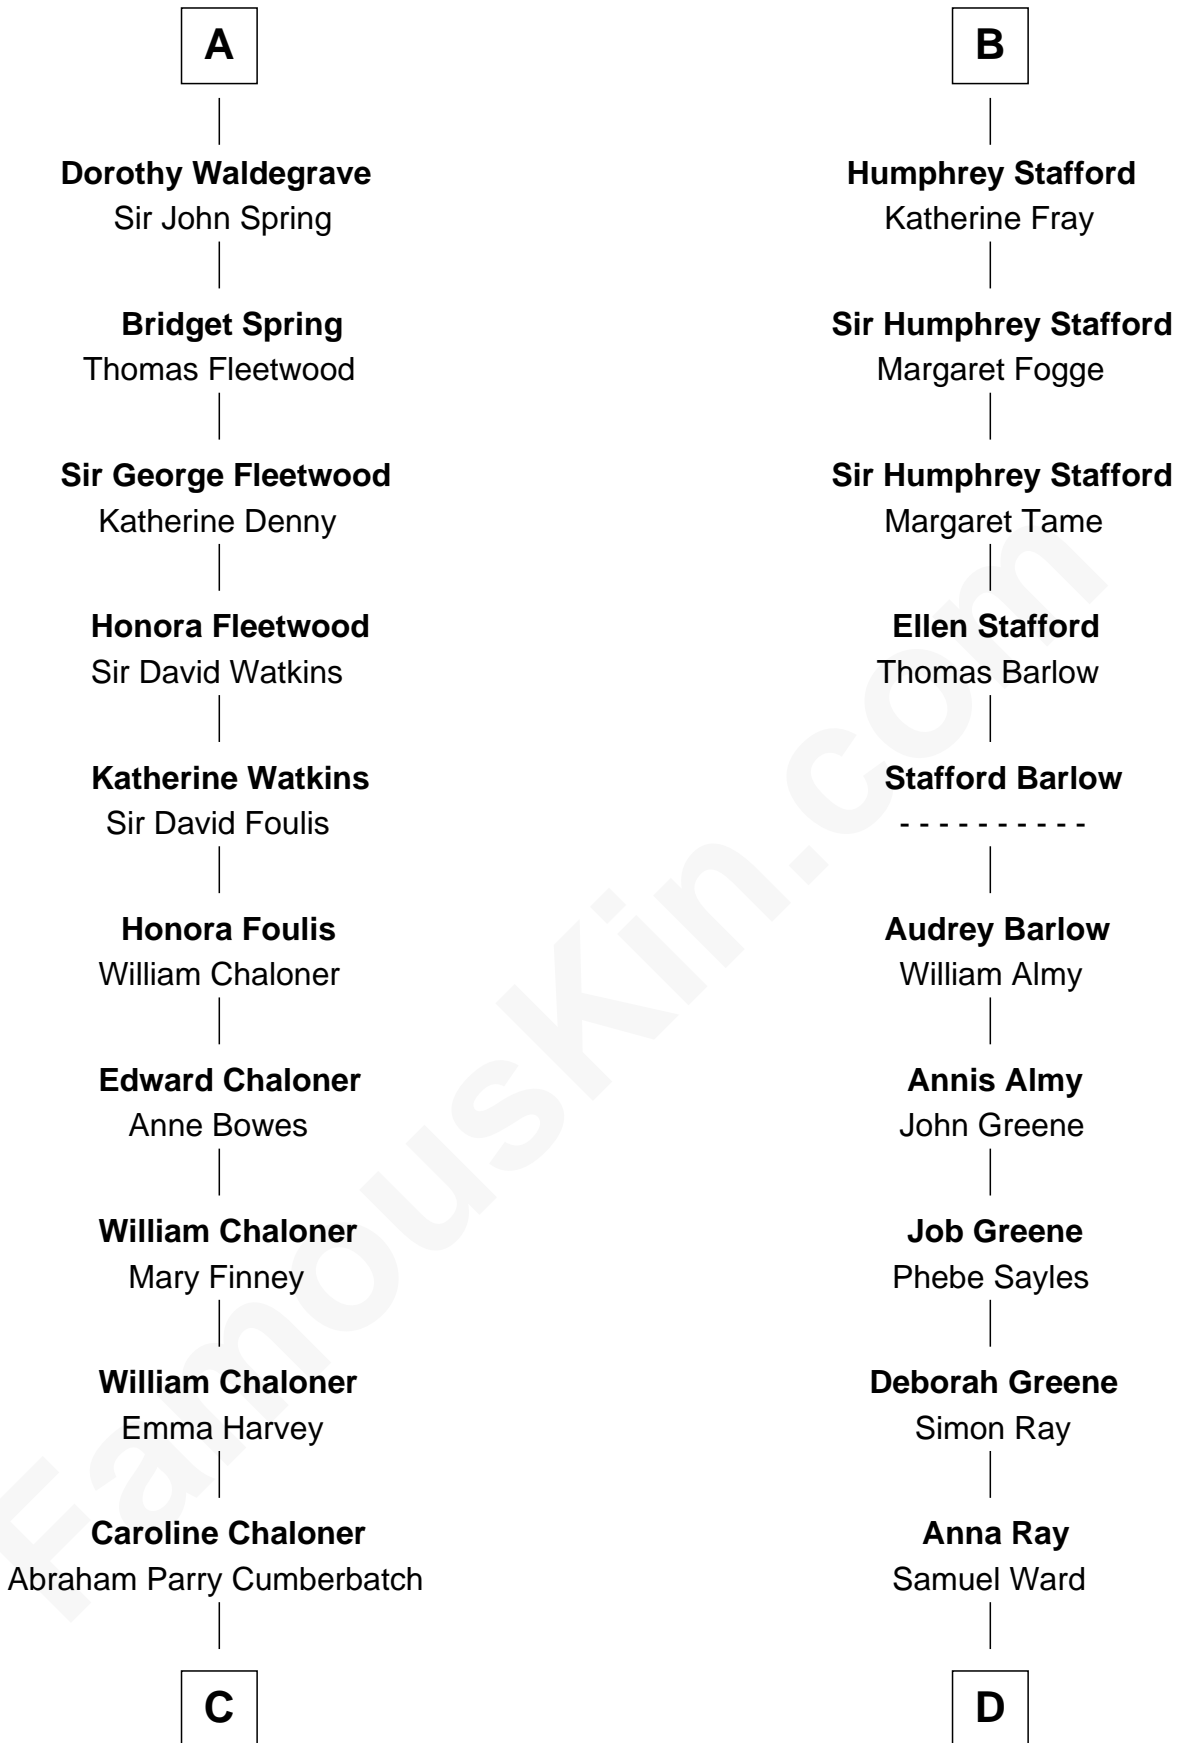 A
Dorothy Waldegrave
Sir John Spring
Bridget Spring
Thomas Fleetwood
Sir George Fleetwood
Katherine Denny
Honora Fleetwood
Sir David Watkins
Katherine Watkins
Sir David Foulis
Honora Foulis
William Chaloner
Edward Chaloner
Anne Bowes
William Chaloner
Mary Finney
William Chaloner
Emma Harvey
Caroline Chaloner
Abraham Parry Cumberbatch
C
B
Humphrey Stafford
Katherine Fray
Sir Humphrey Stafford
Margaret Fogge
Sir Humphrey Stafford
Margaret Tame
Ellen Stafford
Thomas Barlow
Stafford Barlow
- - - - - - - - - -
Audrey Barlow
William Almy
Annis Almy
John Greene
Job Greene
Phebe Sayles
Deborah Greene
Simon Ray
Anna Ray
Samuel Ward
D
FamousKin.com